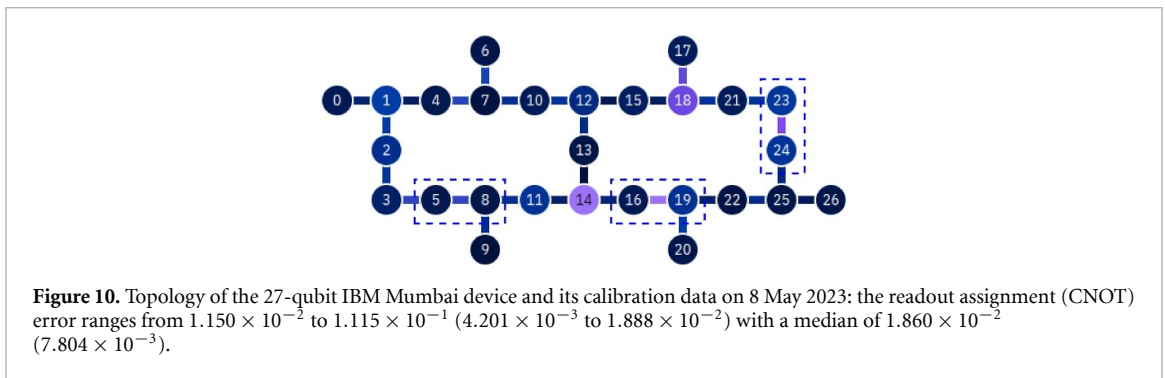 6 17
0 1 4 7 10 12 15 18 21 23
2 13 24
3 5 8 11 14 16 19 22 25 26
9 20
Figure 10. Topology of the 27-qubit IBM Mumbai device and its calibration data on 8 May 2023: the readout assignment (CNOT)
error ranges from 1.150 × 10⁻² to 1.115 × 10⁻¹ (4.201 × 10⁻³ to 1.888 × 10⁻²) with a median of 1.860 × 10⁻²
(7.804 × 10⁻³).